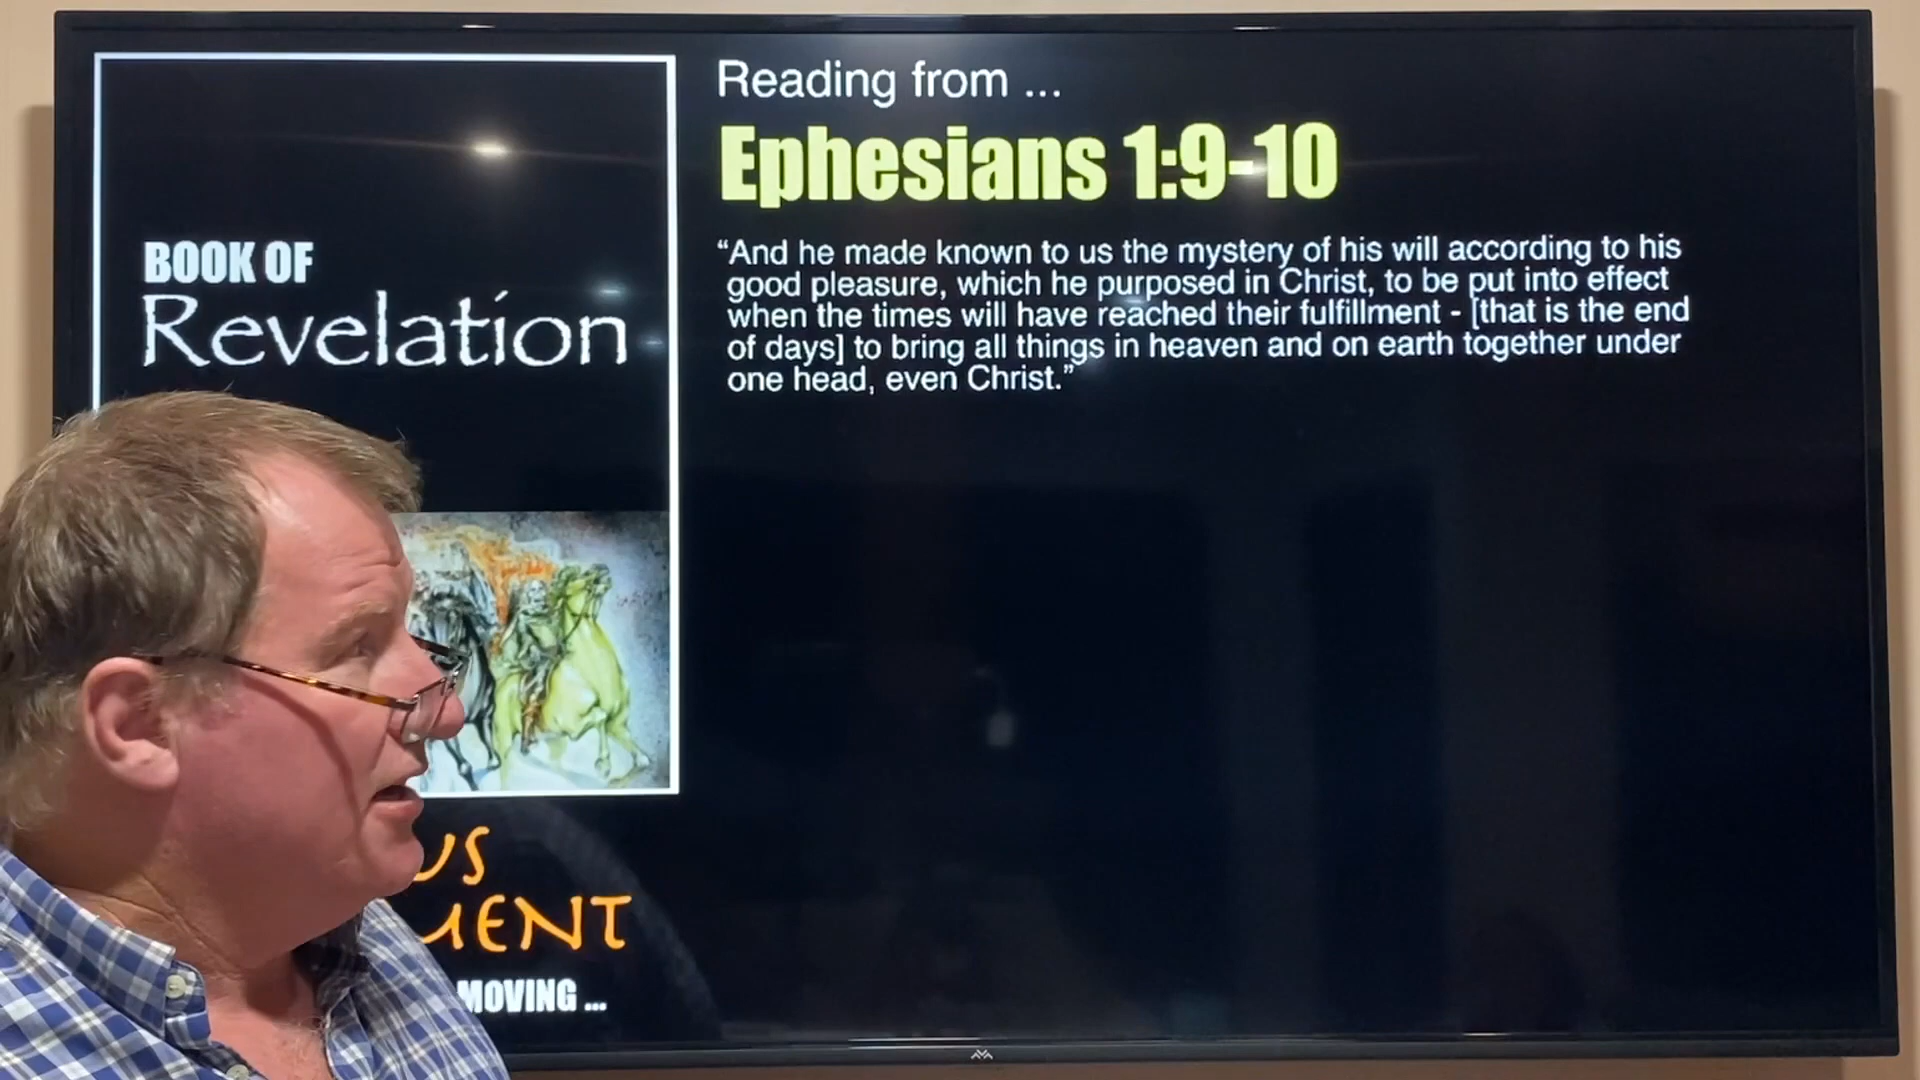 BOOK OF
Revelation
MOVING ...
Reading from ...
Ephesians 1:9-10
“And he made known to us the mystery of his will according to his
good pleasure, which he purposed in Christ, to be put into effect
when the times will have reached their fulfillment - [that is the end
of days] to bring all things in heaven and on earth together under
one head, even Christ.”